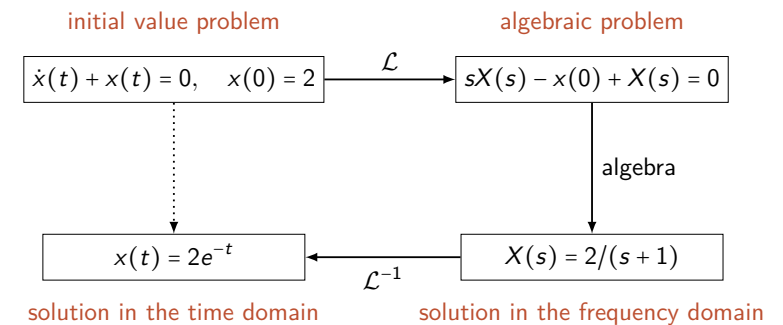 initial value problem
algebraic problem
ẋ(t) + x(t) = 0, x(0) = 2
ℒ
sX(s) − x(0) + X(s) = 0
algebra
x(t) = 2e⁻ᵗ
ℒ⁻¹
X(s) = 2/(s + 1)
solution in the time domain
solution in the frequency domain